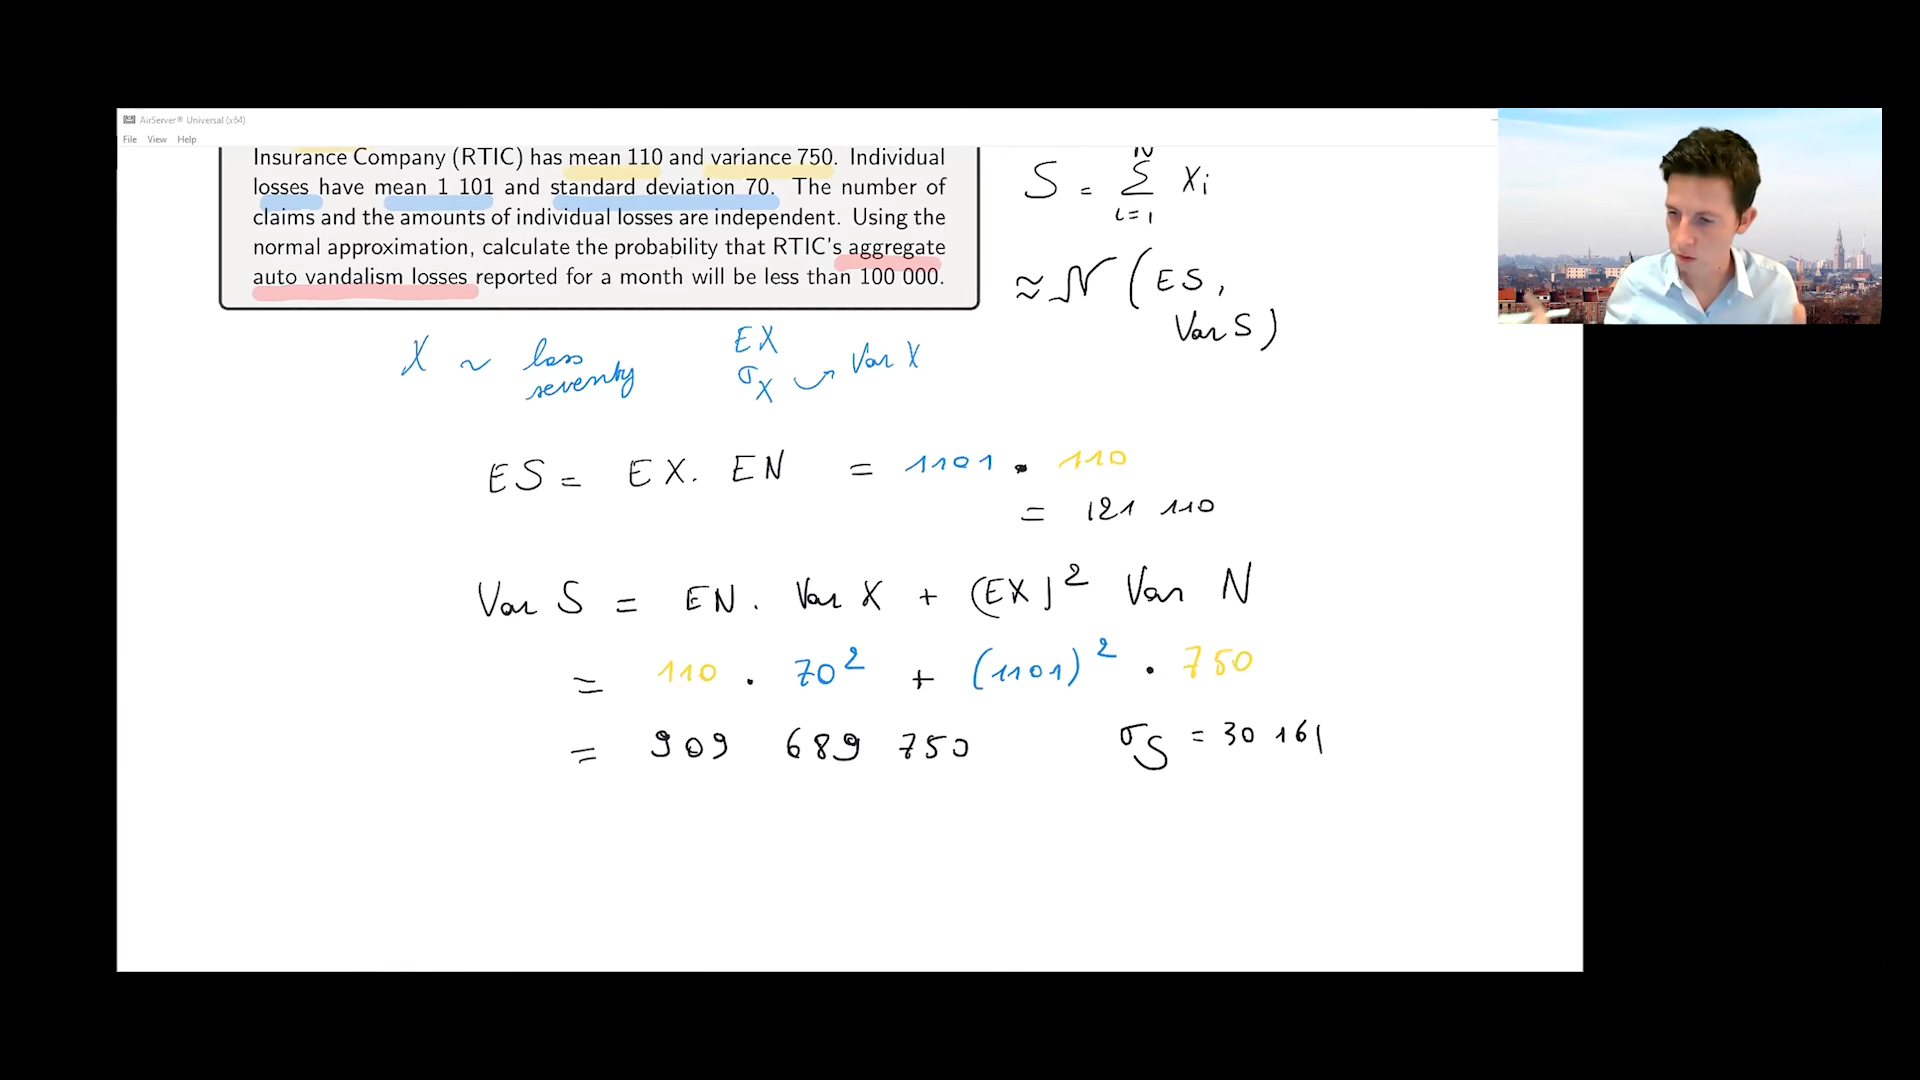 AirServer® Universal (x64)
File View Help
Insurance Company (RTIC) has mean 110 and variance 750. Individual
losses have mean 1 101 and standard deviation 70. The number of
claims and the amounts of individual losses are independent. Using the
normal approximation, calculate the probability that RTIC's aggregate
auto vandalism losses reported for a month will be less than 100 000.
S = Σ Xi
N
i=1
≈ N (ES,
Var S)
X ~ loss
severity
EX
σX → Var X
ES = EX. EN = 1101 • 110
= 121 110
Var S = EN. Var X + (EX)² Var N
= 110 . 70² + (1101)² . 750
= 909 689 750 σS = 30 161